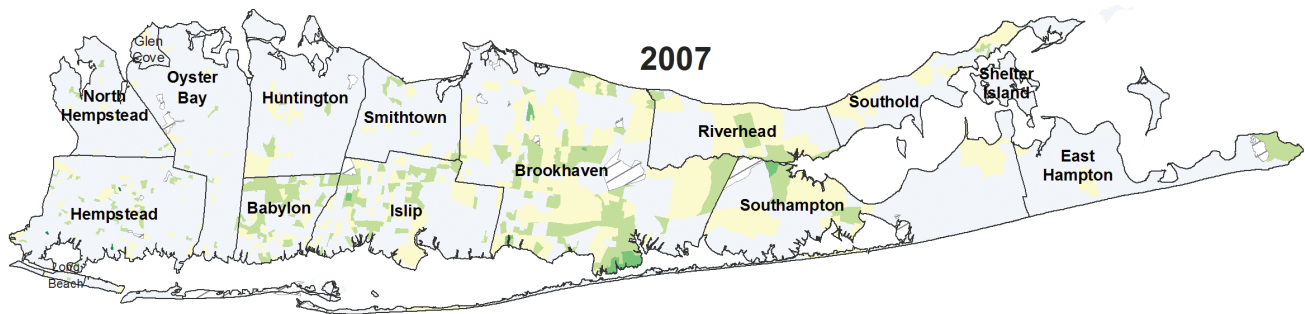 2007
Glen
Cove
Oyster
Bay
North
Hempstead
Huntington
Smithtown
Brookhaven
Riverhead
Southold
Shelter
Island
East
Hampton
Southampton
Hempstead
Babylon
Islip
Long
Beach